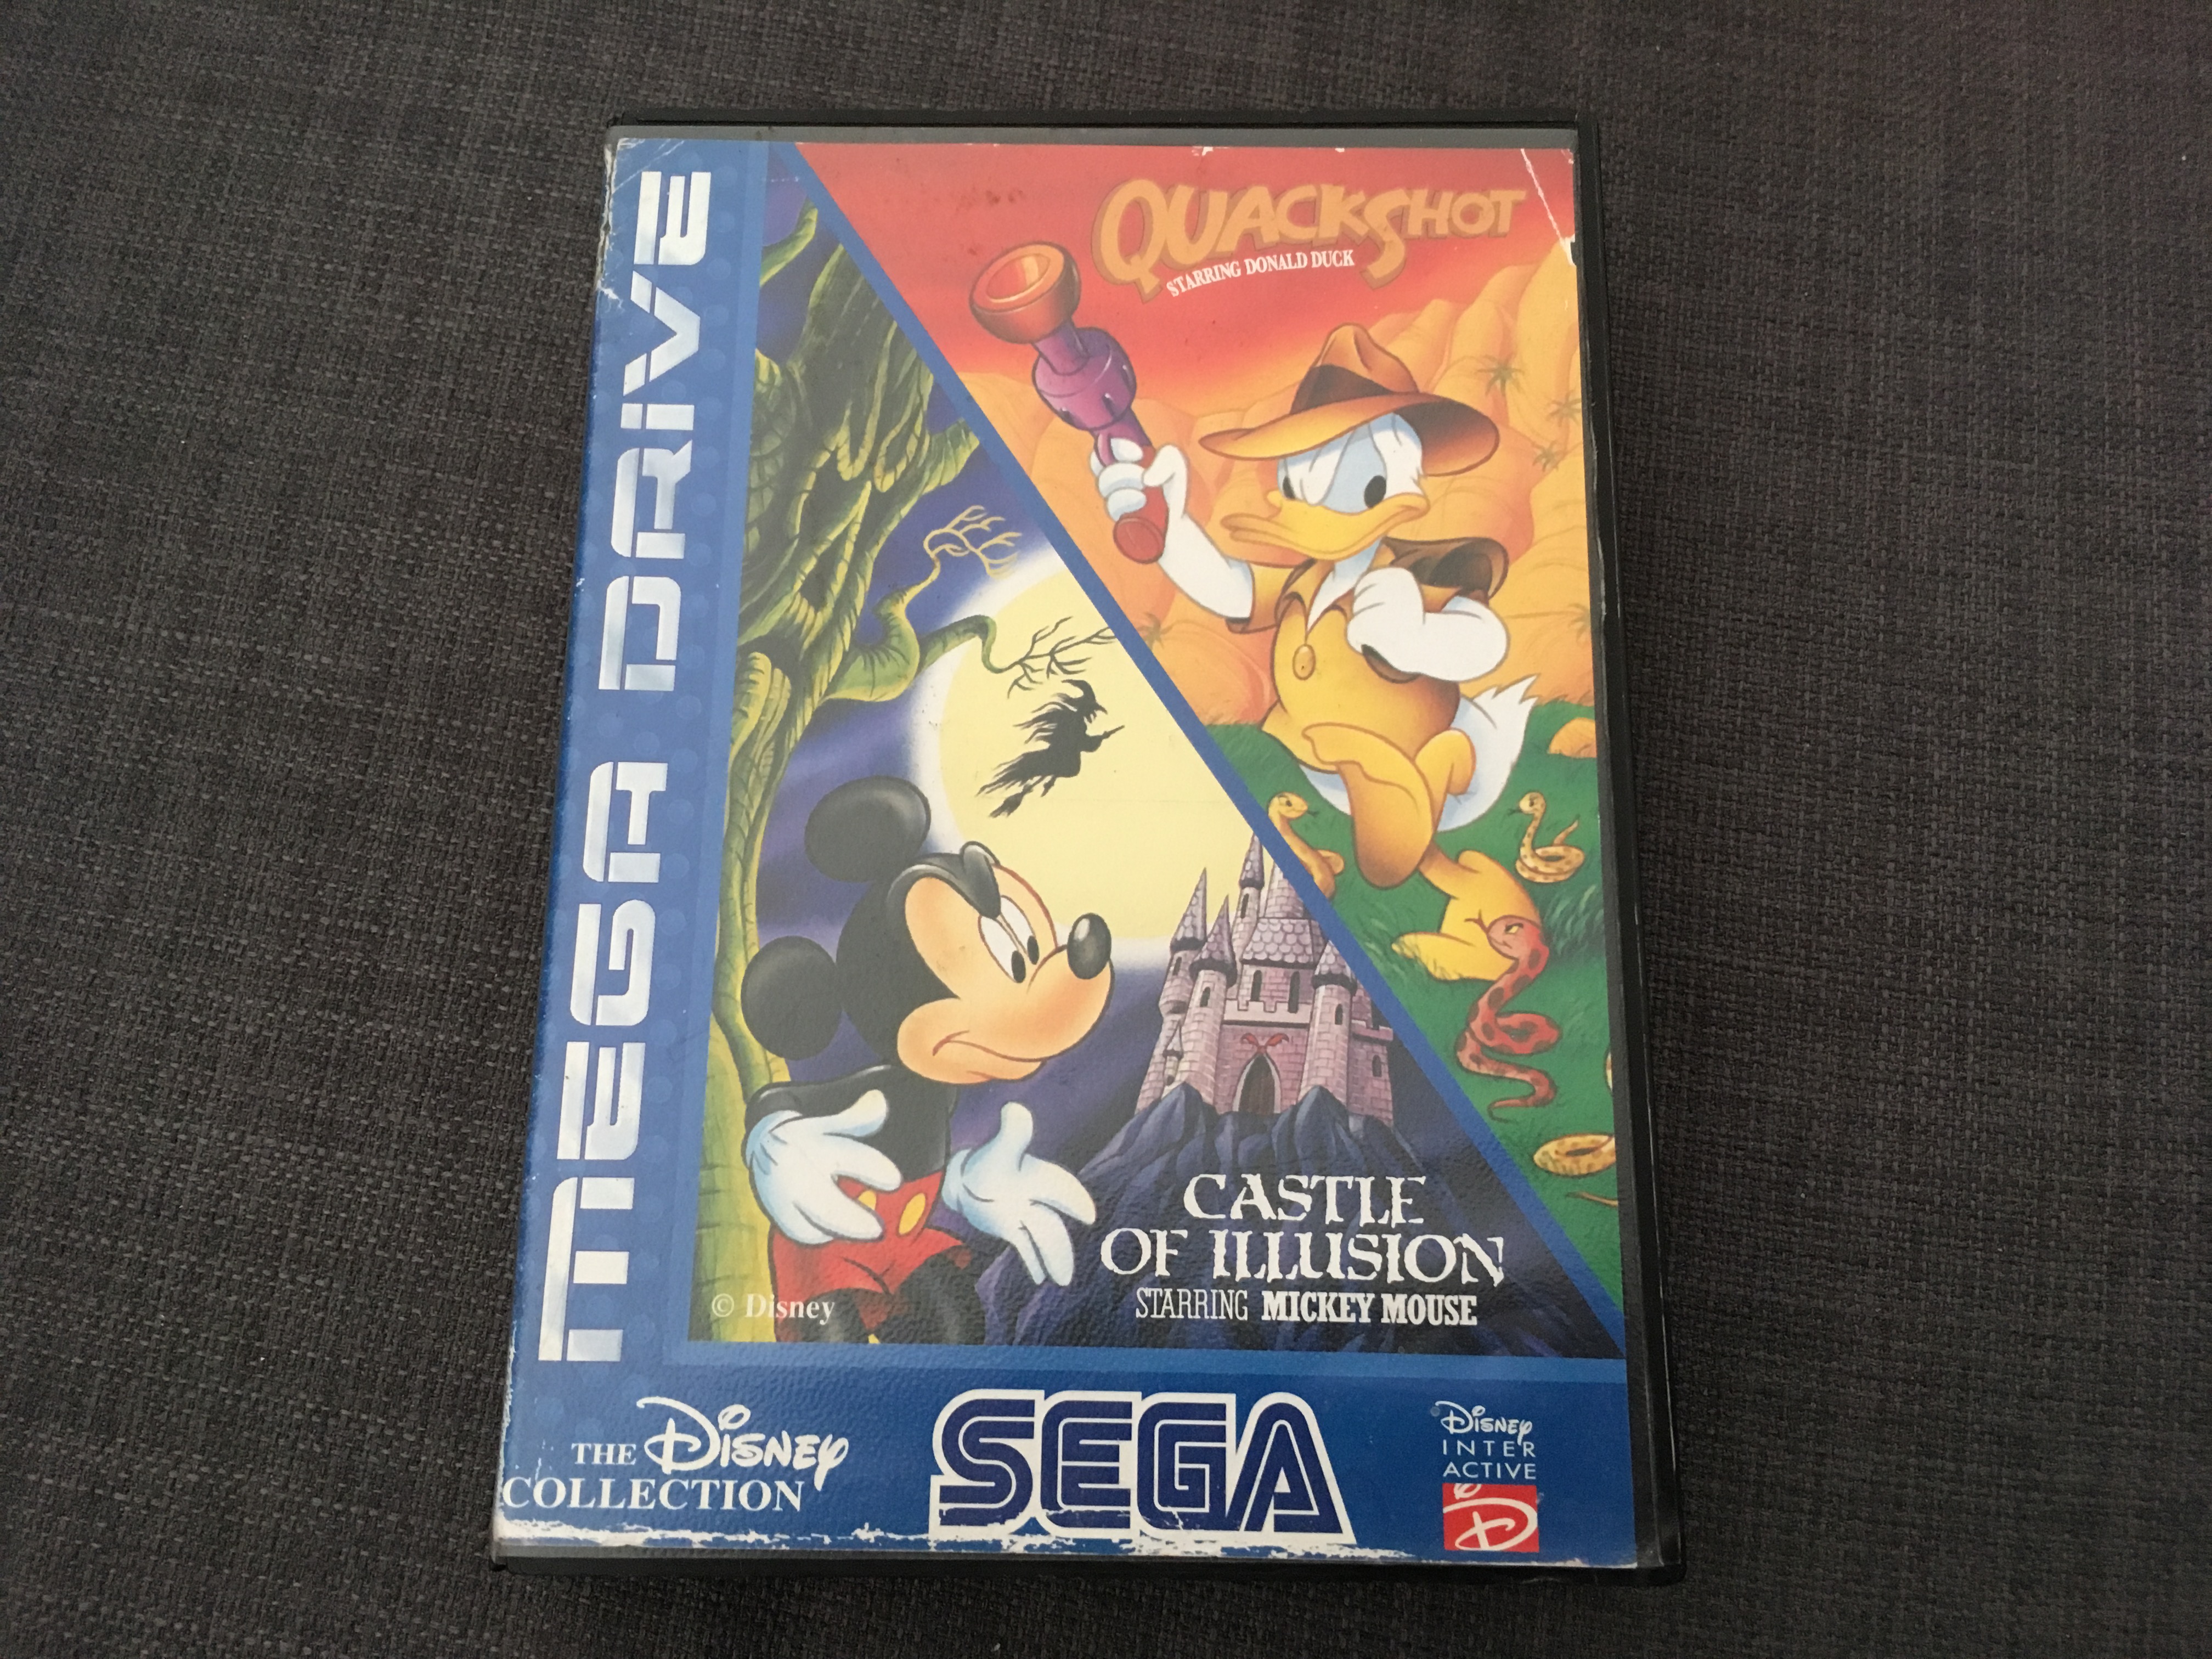 MEGA DRIVE
QUACKSHOT
STARRING DONALD DUCK
CASTLE
OF ILLUSION
STARRING MICKEY MOUSE
© Disney
THE Disney
COLLECTION
SEGA
Disney
INTER
ACTIVE
D